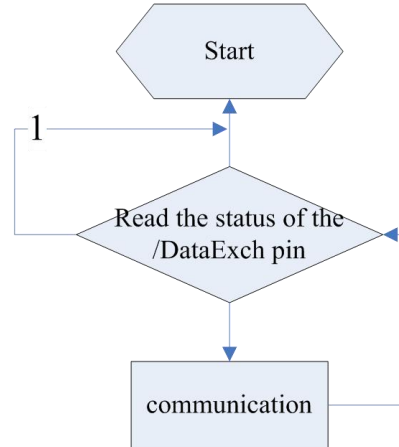 Start
1
Read the status of the
/DataExch pin
communication